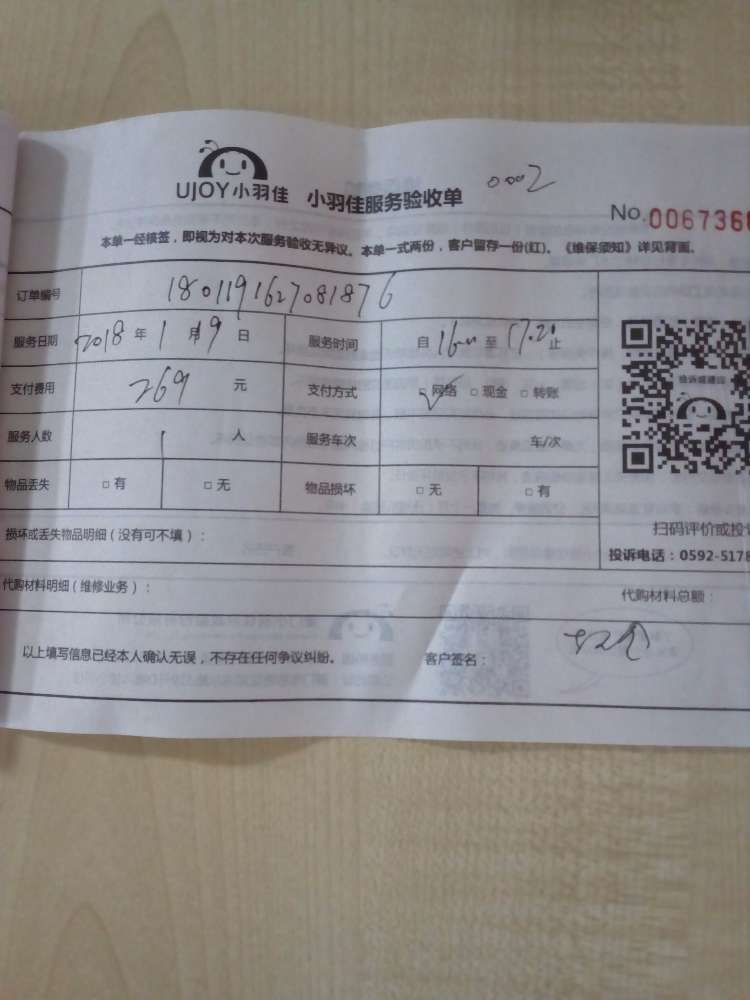 UJOY小羽佳 小羽佳服务验收单 0002
No.0067366
本单一经核签，即视为对本次服务验收无异议。本单一式两份，客户留存一份(红)。《维保须知》详见背面。
订单编号 1801191627081876
服务日期 2018 年 1 月 19 日 服务时间 自 16:00 至 17.20 止
支付费用 269 元 支付方式 □网络 □现金 □转账
服务人数 1 人 服务车次 车/次
物品丢失 □有 □无 物品损坏 □无 □有
投诉或建议
扫码评价或投
损坏或丢失物品明细（没有可不填）：
投诉电话：0592-5178
代购材料明细（维修业务）：
代购材料总额：
以上填写信息已经本人确认无误，不存在任何争议纠纷。 客户签名：